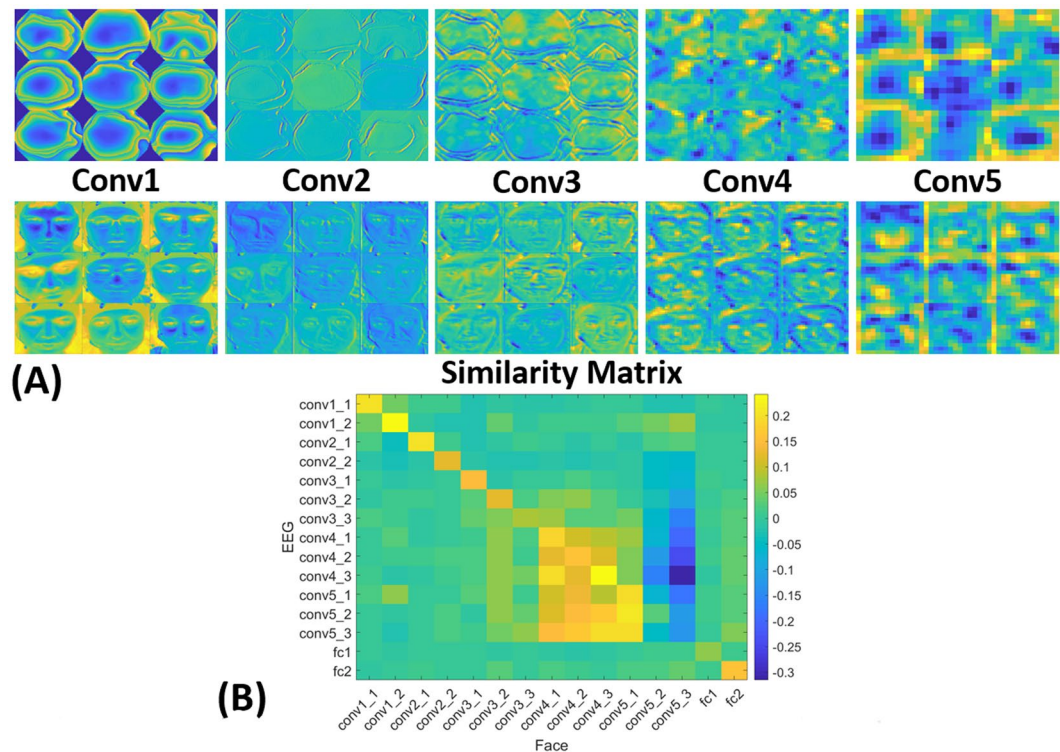 Conv1 Conv2 Conv3 Conv4 Conv5
(A)
Similarity Matrix
EEG
conv1_1
conv1_2
conv2_1
conv2_2
conv3_1
conv3_2
conv3_3
conv4_1
conv4_2
conv4_3
conv5_1
conv5_2
conv5_3
fc1
fc2
0.2
0.15
0.1
0.05
0
-0.05
-0.1
-0.15
-0.2
-0.25
-0.3
(B)
conv1_1 conv1_2 conv2_1 conv2_2 conv3_1 conv3_2 conv3_3 conv4_1 conv4_2 conv4_3 conv5_1 conv5_2 conv5_3 fc1 fc2
Face